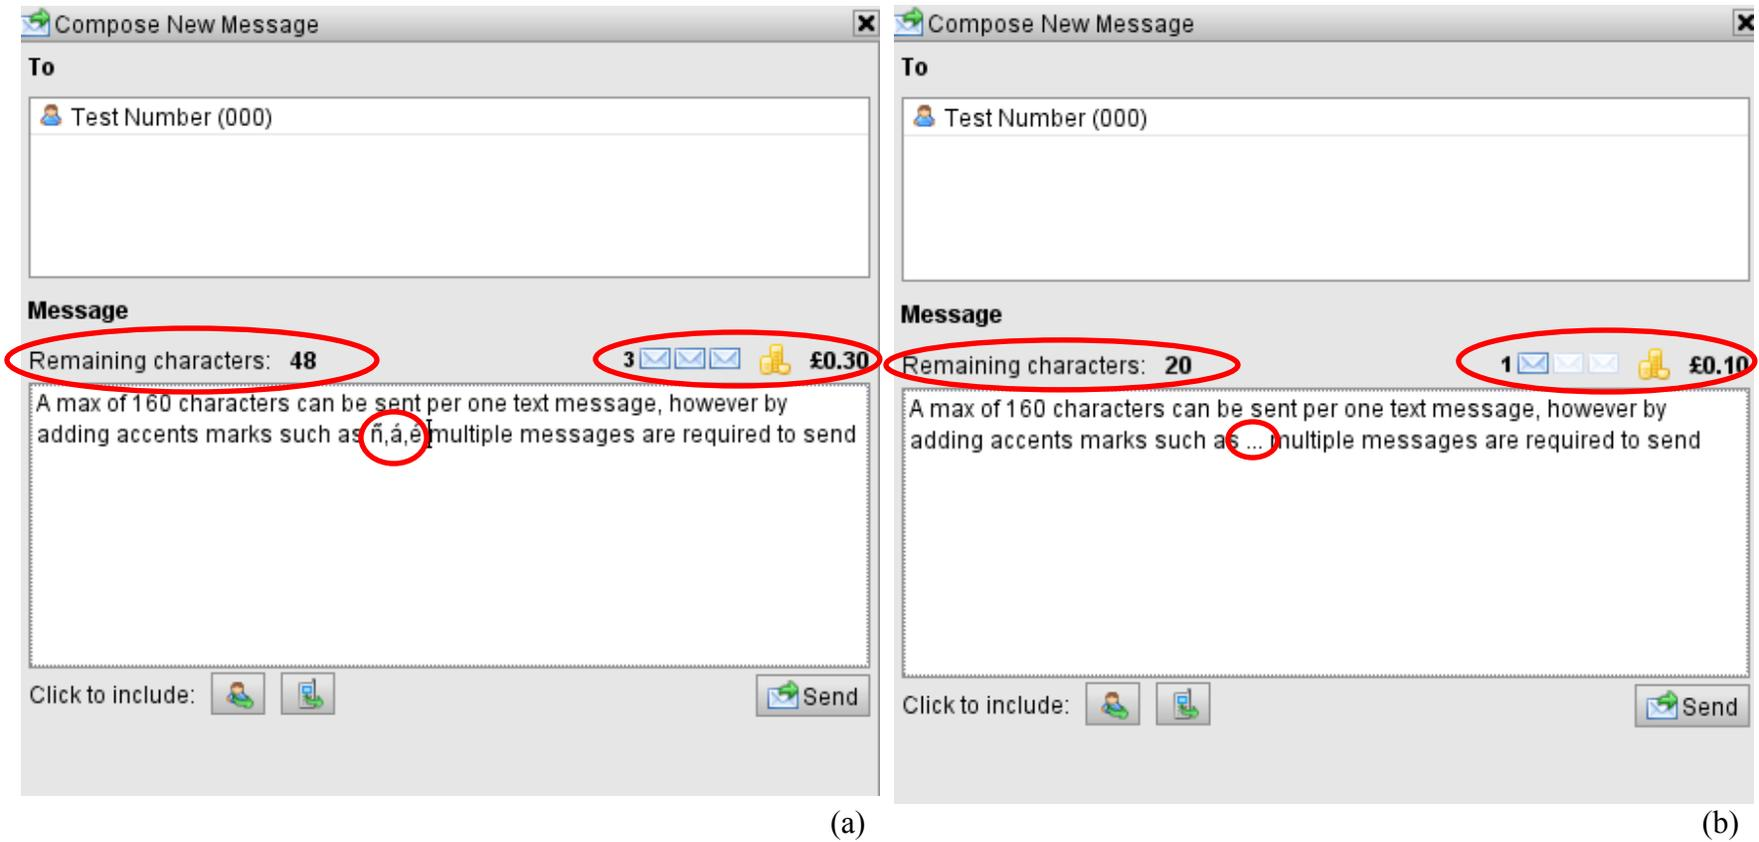 Compose New Message
To
Test Number (000)
Message
Remaining characters: 48
3 £0.30
A max of 160 characters can be sent per one text message, however by
adding accents marks such as ñ,á,é multiple messages are required to send
Click to include:
Send
(a)
Compose New Message
To
Test Number (000)
Message
Remaining characters: 20
1 £0.10
A max of 160 characters can be sent per one text message, however by
adding accents marks such as ... multiple messages are required to send
Click to include:
Send
(b)